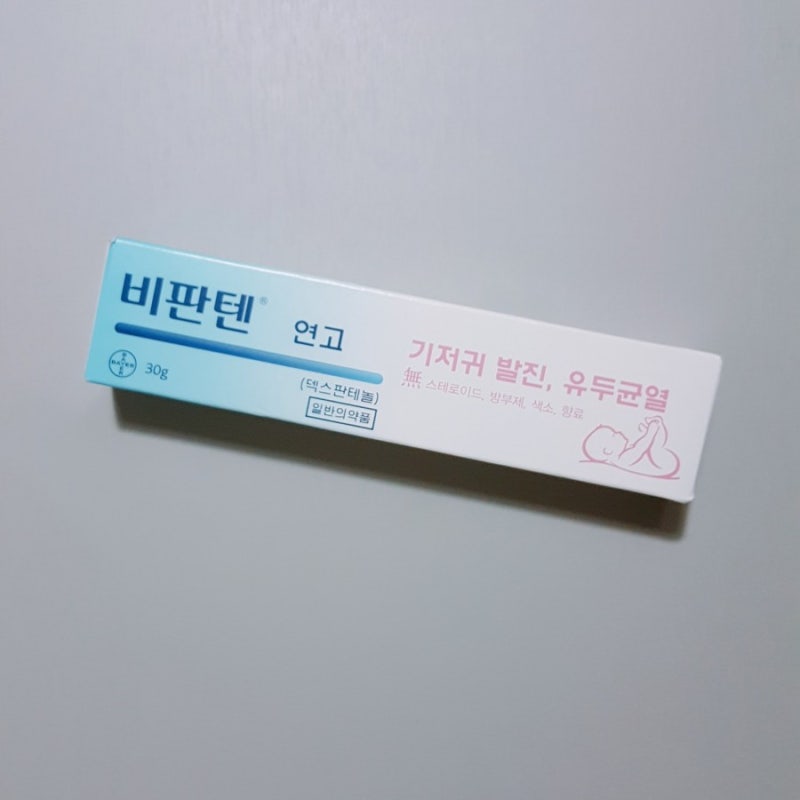 비판텐® 연고
BAYER
30g
(덱스판테놀)
일반의약품
기저귀 발진, 유두균열
無 스테로이드, 방부제, 색소, 향료